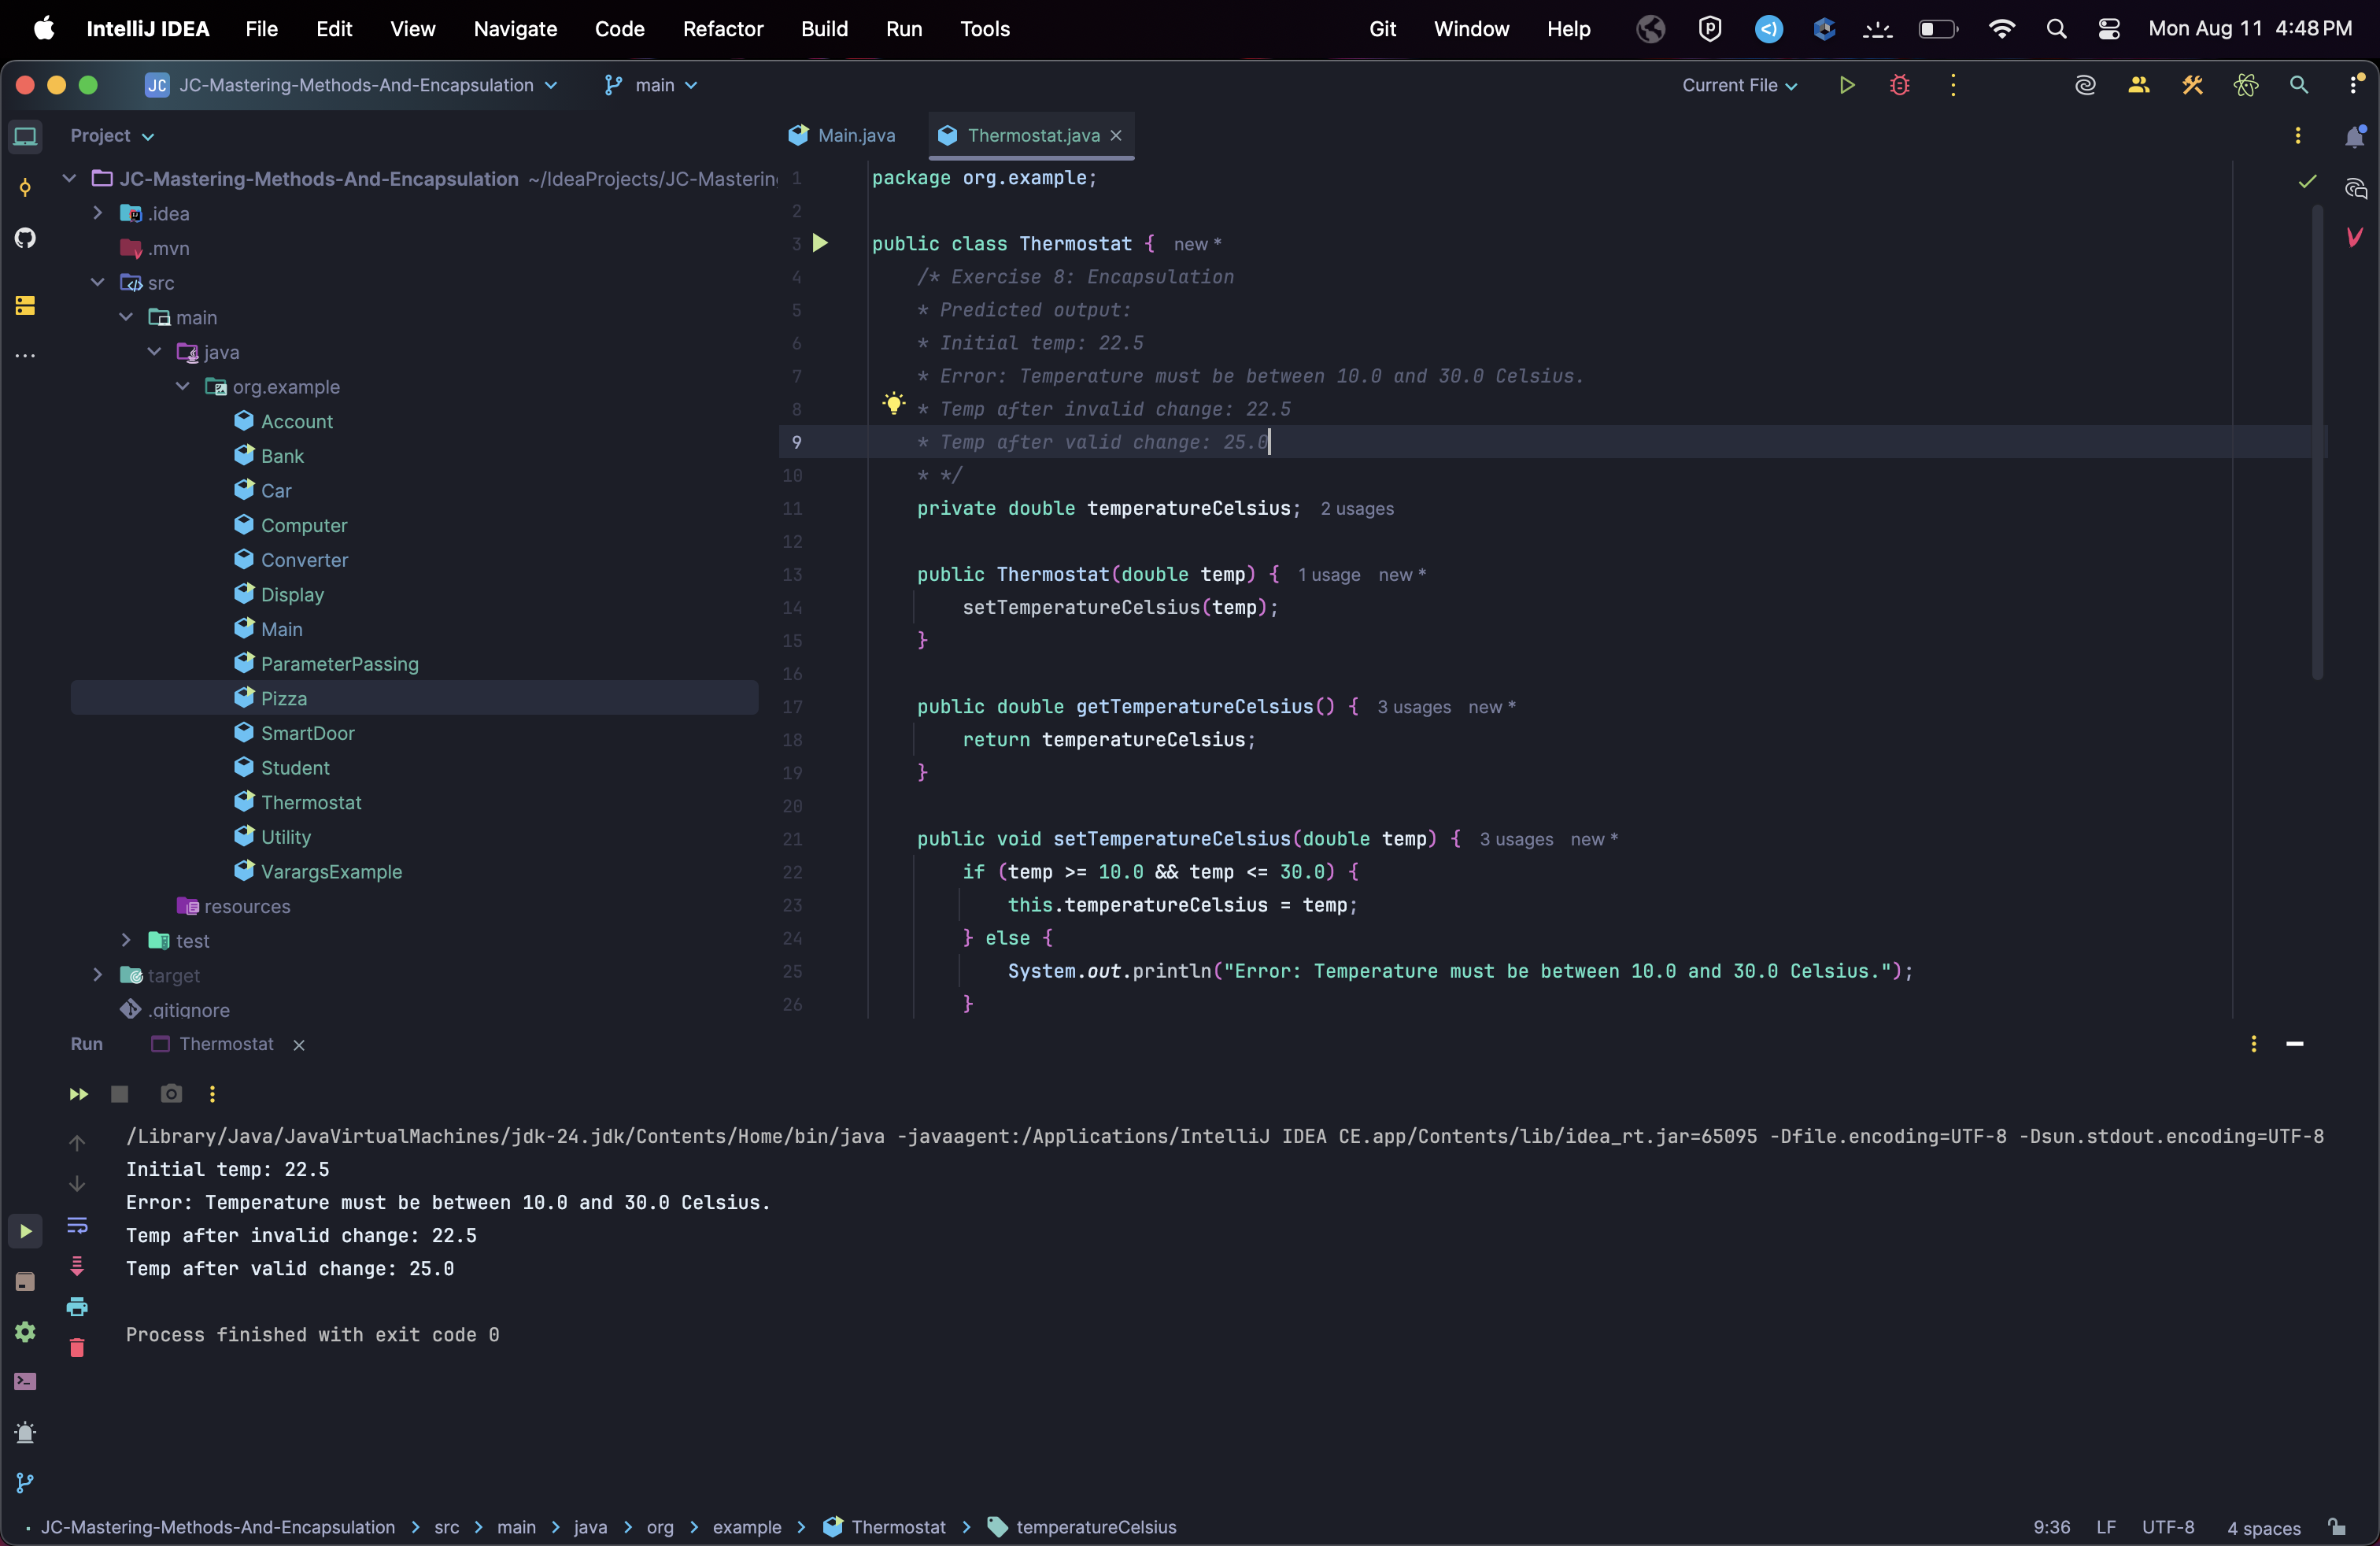 IntelliJ IDEA File Edit View Navigate Code Refactor Build Run Tools Git Window Help Mon Aug 11 4:48 PM
JC JC-Mastering-Methods-And-Encapsulation main Current File
Project
JC-Mastering-Methods-And-Encapsulation ~/IdeaProjects/JC-Mastering
.idea
.mvn
src
main
java
org.example
Account
Bank
Car
Computer
Converter
Display
Main
ParameterPassing
Pizza
SmartDoor
Student
Thermostat
Utility
VarargsExample
resources
test
target
.gitignore
Main.java Thermostat.java
1 package org.example;
2
3 public class Thermostat { new *
4 /* Exercise 8: Encapsulation
5 * Predicted output:
6 * Initial temp: 22.5
7 * Error: Temperature must be between 10.0 and 30.0 Celsius.
8 * Temp after invalid change: 22.5
9 * Temp after valid change: 25.0
10 * */
11 private double temperatureCelsius; 2 usages
12
13 public Thermostat(double temp) { 1 usage new *
14 setTemperatureCelsius(temp);
15 }
16
17 public double getTemperatureCelsius() { 3 usages new *
18 return temperatureCelsius;
19 }
20
21 public void setTemperatureCelsius(double temp) { 3 usages new *
22 if (temp >= 10.0 && temp <= 30.0) {
23 this.temperatureCelsius = temp;
24 } else {
25 System.out.println("Error: Temperature must be between 10.0 and 30.0 Celsius.");
26 }
Run Thermostat
/Library/Java/JavaVirtualMachines/jdk-24.jdk/Contents/Home/bin/java -javaagent:/Applications/IntelliJ IDEA CE.app/Contents/lib/idea_rt.jar=65095 -Dfile.encoding=UTF-8 -Dsun.stdout.encoding=UTF-8
Initial temp: 22.5
Error: Temperature must be between 10.0 and 30.0 Celsius.
Temp after invalid change: 22.5
Temp after valid change: 25.0
Process finished with exit code 0
JC-Mastering-Methods-And-Encapsulation > src > main > java > org > example > Thermostat > temperatureCelsius 9:36 LF UTF-8 4 spaces